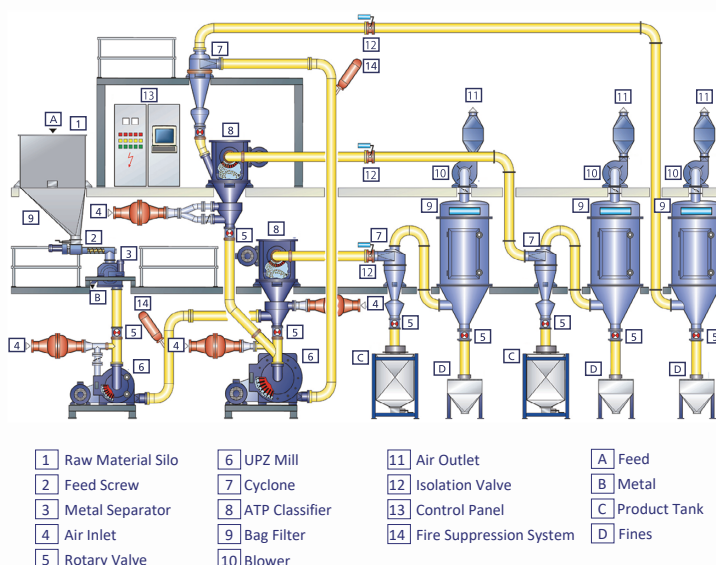 7
12
14
11
11
11
A
1
13
8
12
10
10
10
9
4
5
9
9
9
2
3
8
7
7
12
B
14
4
5
5
5
5
5
5
5
4
4
6
6
C
D
C
D
D
1 Raw Material Silo
2 Feed Screw
3 Metal Separator
4 Air Inlet
5 Rotary Valve
6 UPZ Mill
7 Cyclone
8 ATP Classifier
9 Bag Filter
10 Blower
11 Air Outlet
12 Isolation Valve
13 Control Panel
14 Fire Suppression System
A Feed
B Metal
C Product Tank
D Fines